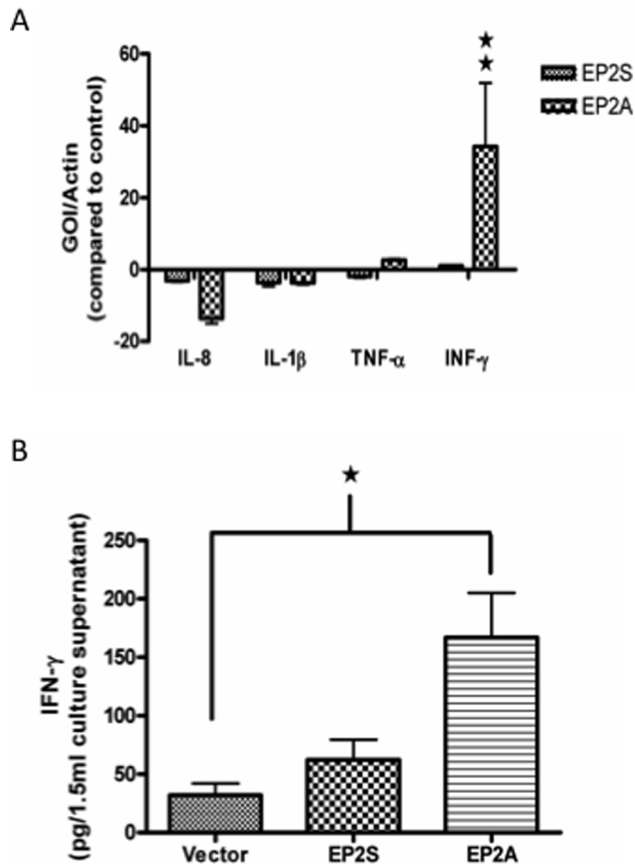 A
GOI/Actin
(compared to control)
60
40
20
0
-20
★
★
EP2S
EP2A
IL-8
IL-1β
TNF-α
INF-γ
B
★
IFN-γ
(pg/1.5ml culture supernatant)
250
200
150
100
50
0
Vector
EP2S
EP2A